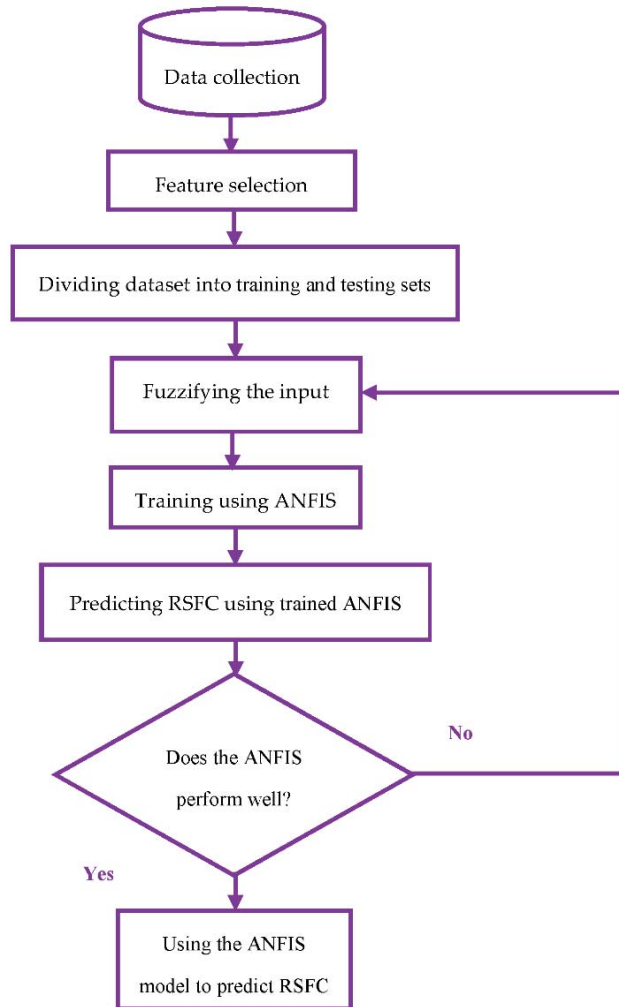 Data collection
Feature selection
Dividing dataset into training and testing sets
Fuzzifying the input
Training using ANFIS
Predicting RSFC using trained ANFIS
Does the ANFIS
perform well?
No
Yes
Using the ANFIS
model to predict RSFC